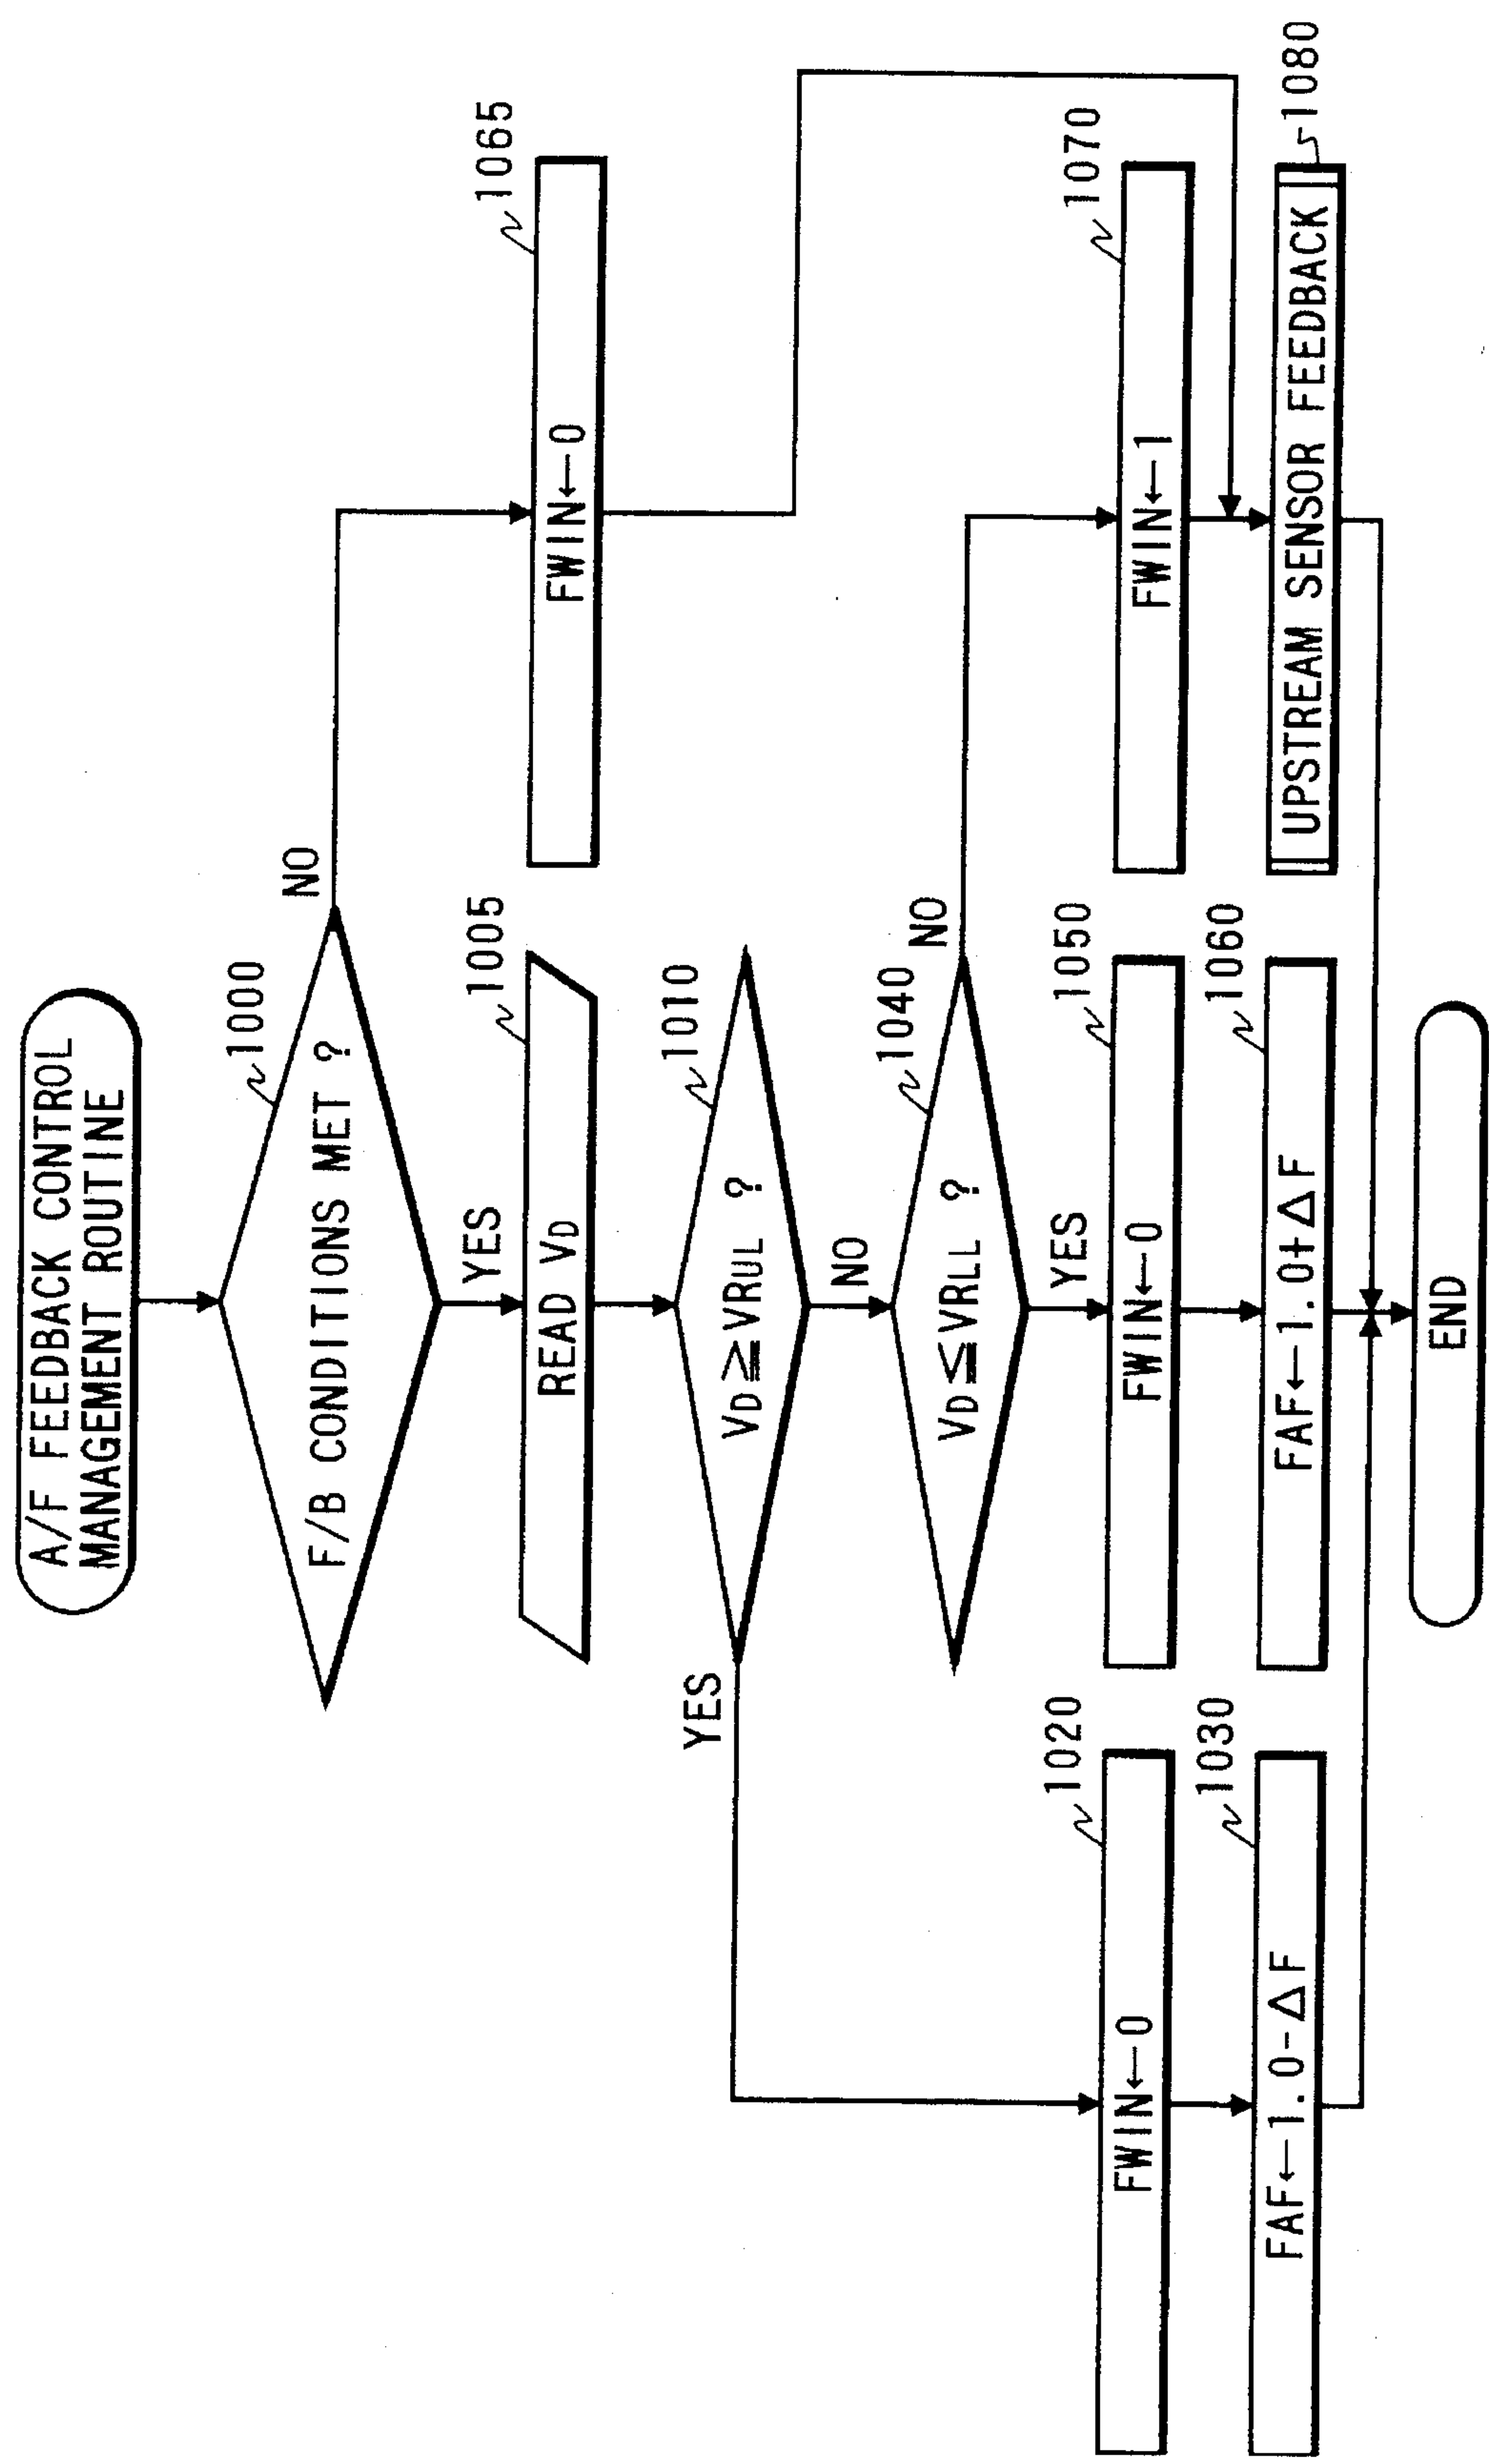 A/F FEEDBACK CONTROL
MANAGEMENT ROUTINE
1000
F/B CONDITIONS MET ?
NO
YES
1005
READ VD
1065
FWIN←0
1010
VD≧VRUL ?
YES
NO
1040
VD≦VRLL ?
NO
YES
1020
FWIN←0
1050
FWIN←0
1070
FWIN←1
1030
FAF←1.0-ΔF
1060
FAF←1.0+ΔF
1080
UPSTREAM SENSOR FEEDBACK
END